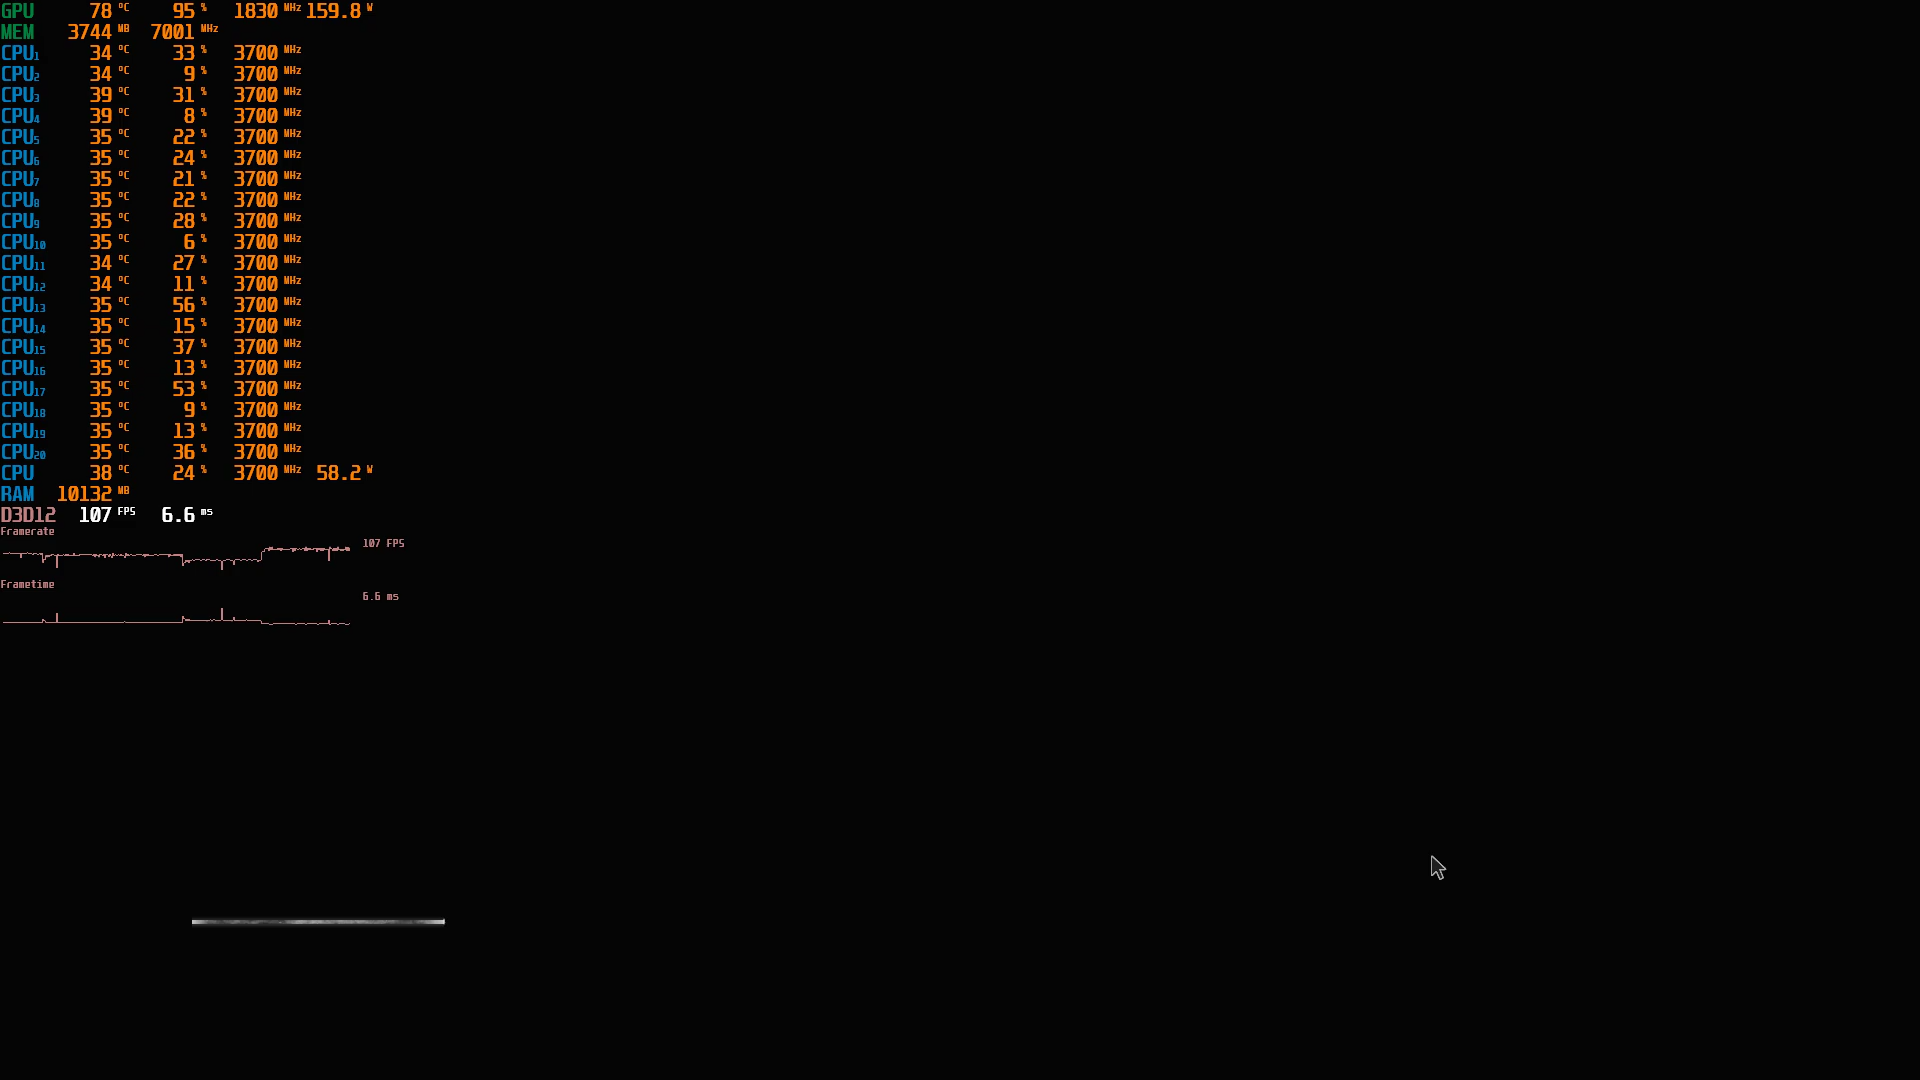 GPU 78 °C 95 % 1830 MHz 159.8 W
MEM 3744 MB 7001 MHz
CPU1 34 °C 33 % 3700 MHz
CPU2 34 °C 9 % 3700 MHz
CPU3 39 °C 31 % 3700 MHz
CPU4 39 °C 8 % 3700 MHz
CPU5 35 °C 22 % 3700 MHz
CPU6 35 °C 24 % 3700 MHz
CPU7 35 °C 21 % 3700 MHz
CPU8 35 °C 22 % 3700 MHz
CPU9 35 °C 28 % 3700 MHz
CPU10 35 °C 6 % 3700 MHz
CPU11 34 °C 27 % 3700 MHz
CPU12 34 °C 11 % 3700 MHz
CPU13 35 °C 56 % 3700 MHz
CPU14 35 °C 15 % 3700 MHz
CPU15 35 °C 37 % 3700 MHz
CPU16 35 °C 13 % 3700 MHz
CPU17 35 °C 53 % 3700 MHz
CPU18 35 °C 9 % 3700 MHz
CPU19 35 °C 13 % 3700 MHz
CPU20 35 °C 36 % 3700 MHz
CPU 38 °C 24 % 3700 MHz 58.2 W
RAM 10132 MB
D3D12 107 FPS 6.6 ms
Framerate
107 FPS
Frametime
6.6 ms